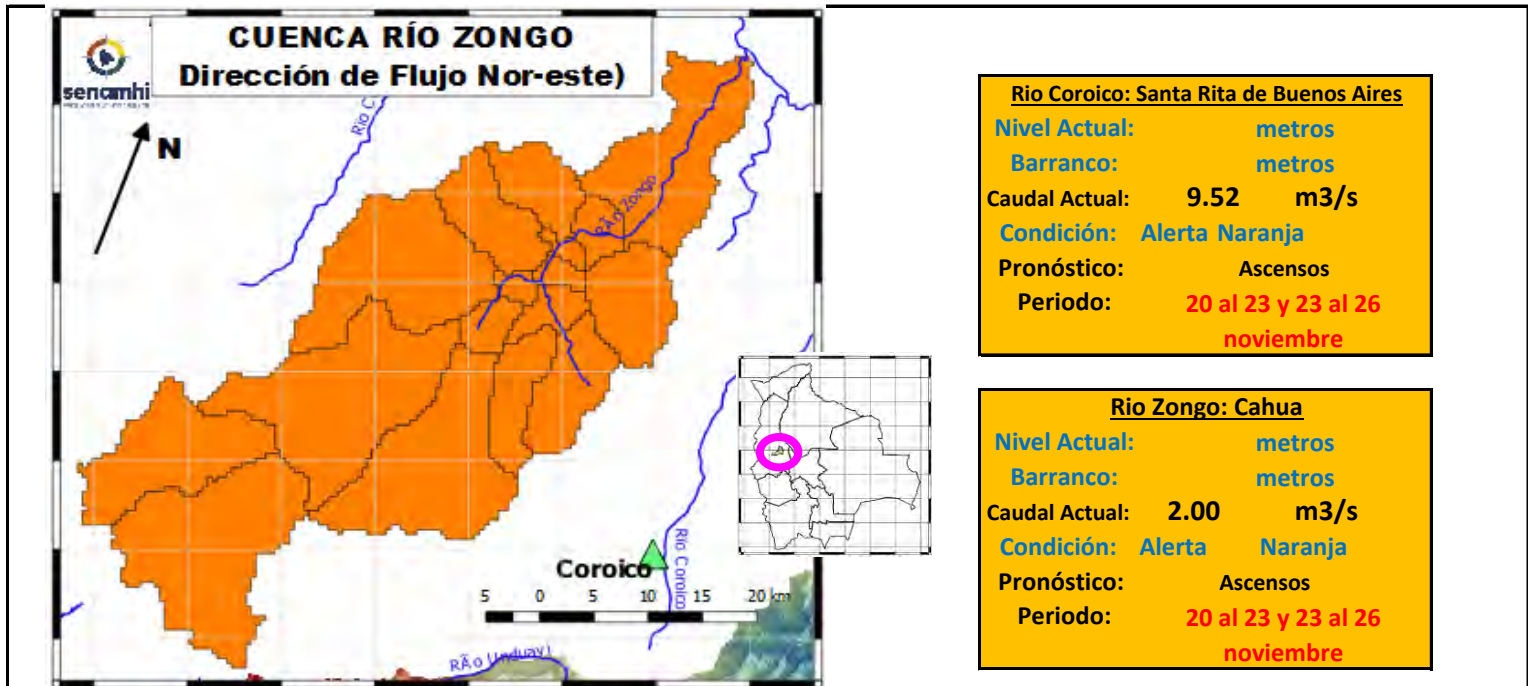 CUENCA RÍO ZONGO
Dirección de Flujo Nor-este)
senamhi
N
Río C
RÃo Zongo
Coroico
Río Coroico
5 0 5 10 15 20 km
RÃo Unduavi
Rio Coroico: Santa Rita de Buenos Aires
Nivel Actual: metros
Barranco: metros
Caudal Actual: 9.52 m3/s
Condición: Alerta Naranja
Pronóstico: Ascensos
Periodo: 20 al 23 y 23 al 26
noviembre
Rio Zongo: Cahua
Nivel Actual: metros
Barranco: metros
Caudal Actual: 2.00 m3/s
Condición: Alerta Naranja
Pronóstico: Ascensos
Periodo: 20 al 23 y 23 al 26
noviembre